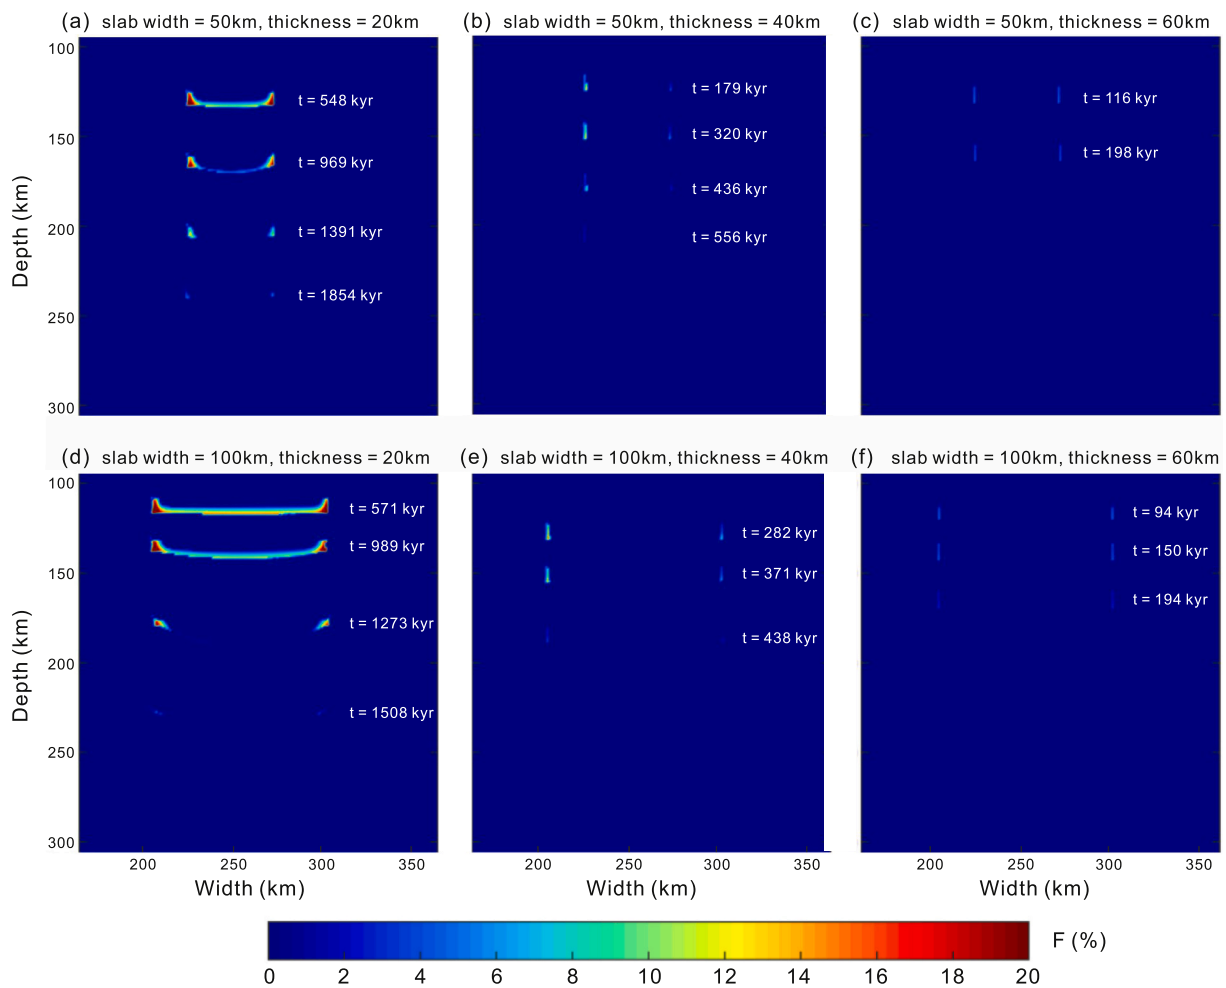 (a) slab width = 50km, thickness = 20km
(b) slab width = 50km, thickness = 40km
(c) slab width = 50km, thickness = 60km
100
150
200
250
300
Depth (km)
t = 548 kyr
t = 969 kyr
t = 1391 kyr
t = 1854 kyr
t = 179 kyr
t = 320 kyr
t = 436 kyr
t = 556 kyr
t = 116 kyr
t = 198 kyr
(d) slab width = 100km, thickness = 20km
(e) slab width = 100km, thickness = 40km
(f) slab width = 100km, thickness = 60km
100
150
200
250
300
Depth (km)
t = 571 kyr
t = 989 kyr
t = 1273 kyr
t = 1508 kyr
t = 282 kyr
t = 371 kyr
t = 438 kyr
t = 94 kyr
t = 150 kyr
t = 194 kyr
200 250 300 350
200 250 300 350
200 250 300 350
Width (km)
Width (km)
Width (km)
F (%)
0 2 4 6 8 10 12 14 16 18 20